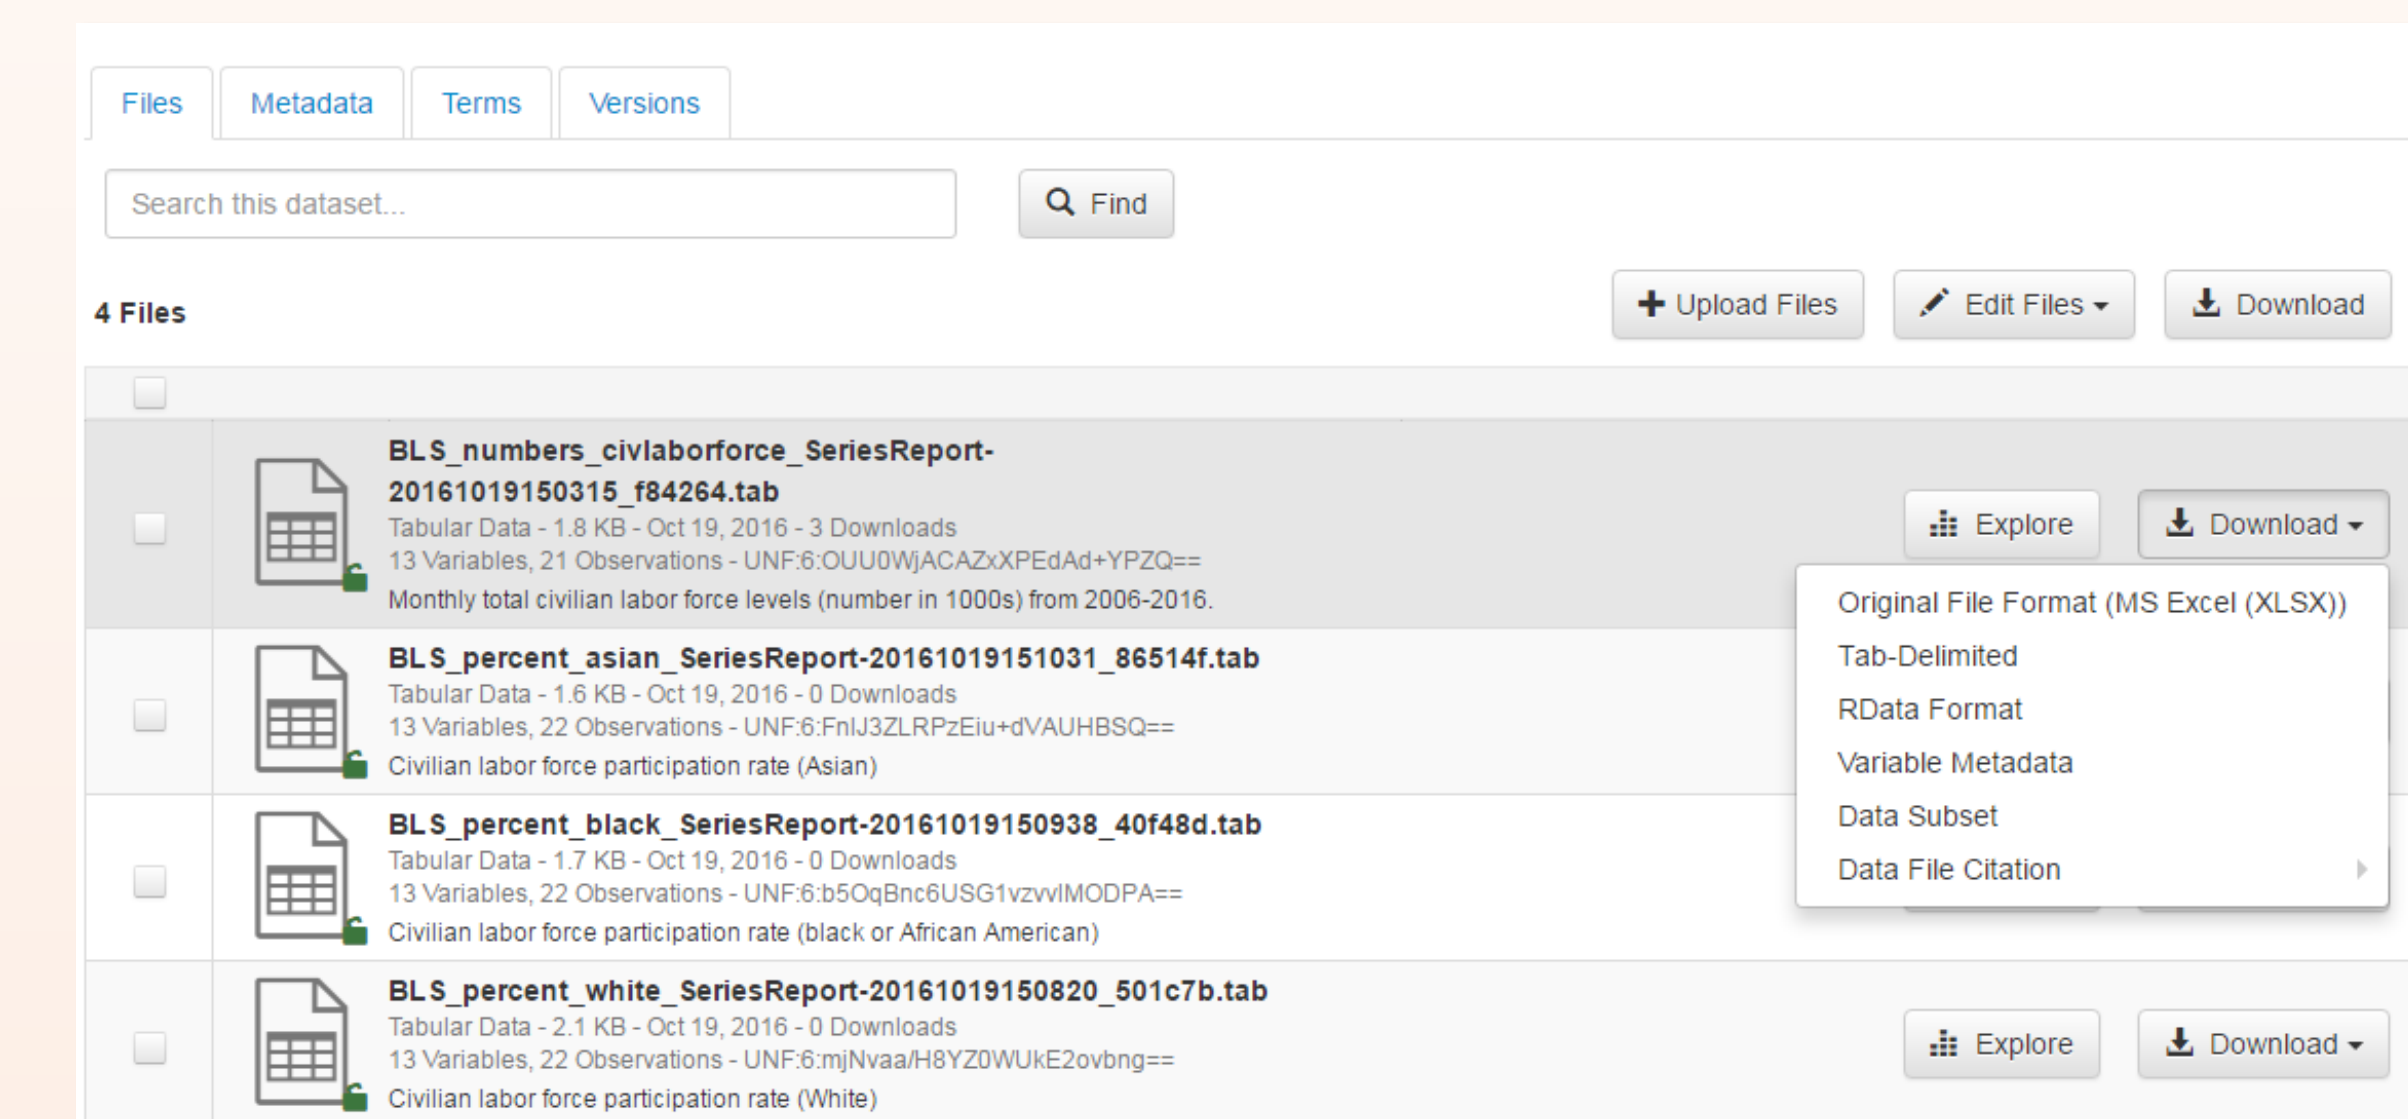 Files
Metadata
Terms
Versions
Search this dataset...
Find
4 Files
Upload Files
Edit Files
Download
BLS_numbers_civlaborforce_SeriesReport-
20161019150315_f84264.tab
Tabular Data - 1.8 KB - Oct 19, 2016 - 3 Downloads
13 Variables, 21 Observations - UNF:6:OUU0WjACAZxXPEdAd+YPZQ==
Monthly total civilian labor force levels (number in 1000s) from 2006-2016.
Explore
Download
Original File Format (MS Excel (XLSX))
Tab-Delimited
RData Format
Variable Metadata
Data Subset
Data File Citation
BLS_percent_asian_SeriesReport-20161019151031_86514f.tab
Tabular Data - 1.6 KB - Oct 19, 2016 - 0 Downloads
13 Variables, 22 Observations - UNF:6:FnIJ3ZLRPzEiu+dVAUHBSQ==
Civilian labor force participation rate (Asian)
BLS_percent_black_SeriesReport-20161019150938_40f48d.tab
Tabular Data - 1.7 KB - Oct 19, 2016 - 0 Downloads
13 Variables, 22 Observations - UNF:6:b5OqBnc6USG1vzvvlMODPA==
Civilian labor force participation rate (black or African American)
BLS_percent_white_SeriesReport-20161019150820_501c7b.tab
Tabular Data - 2.1 KB - Oct 19, 2016 - 0 Downloads
13 Variables, 22 Observations - UNF:6:mjNvaa/H8YZ0WUkE2ovbng==
Civilian labor force participation rate (White)
Explore
Download